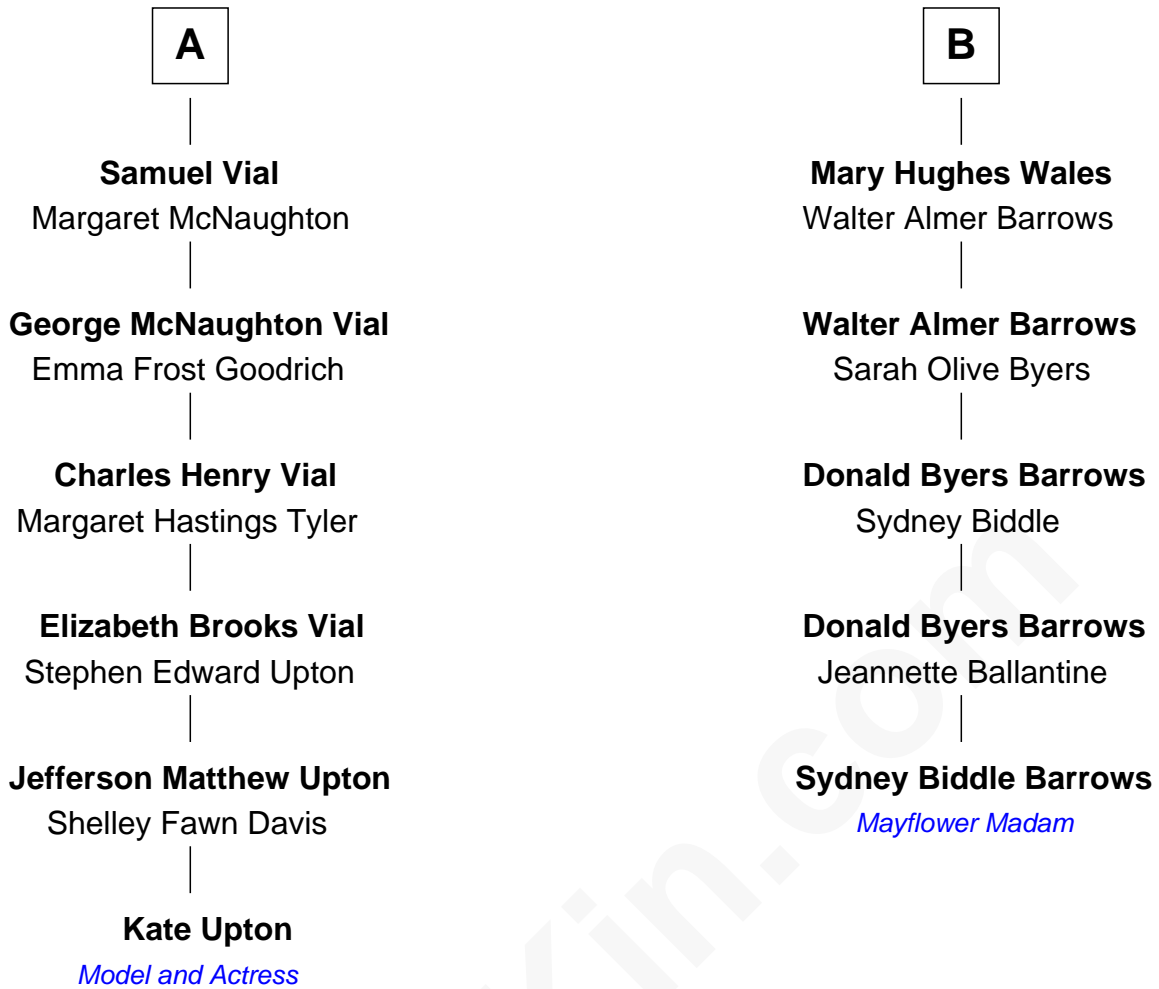 A
B
Samuel Vial
Margaret McNaughton
Mary Hughes Wales
Walter Almer Barrows
George McNaughton Vial
Emma Frost Goodrich
Walter Almer Barrows
Sarah Olive Byers
Charles Henry Vial
Margaret Hastings Tyler
Donald Byers Barrows
Sydney Biddle
Elizabeth Brooks Vial
Stephen Edward Upton
Donald Byers Barrows
Jeannette Ballantine
Jefferson Matthew Upton
Shelley Fawn Davis
Sydney Biddle Barrows
Mayflower Madam
Kate Upton
Model and Actress
Kin.com